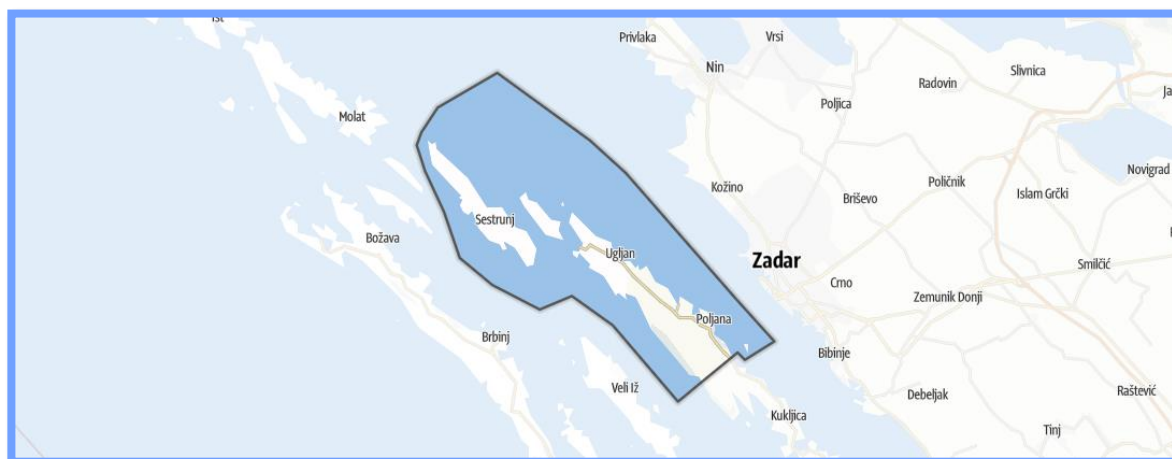 Ist
Privlaka
Vrsi
Nin
Slivnica
Radovin
Molat
Poljica
Novigrad
Kožino
Poličnik
Islam Grčki
Briševo
Sestrunj
Božava
Ugljan
Zadar
Smilčić
Crno
Zemunik Donji
Poljana
Brbinj
Bibinje
Veli Iž
Debeljak
Raštević
Kukljica
Tinj